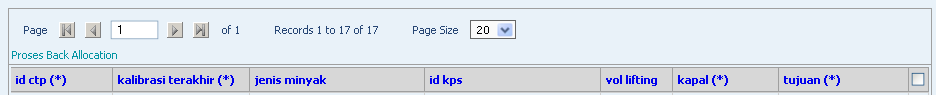 Page 1 of 1 Records 1 to 17 of 17 Page Size 20
Proses Back Allocation
id ctp (*) kalibrasi terakhir (*) jenis minyak id kps vol lifting kapal (*) tujuan (*)